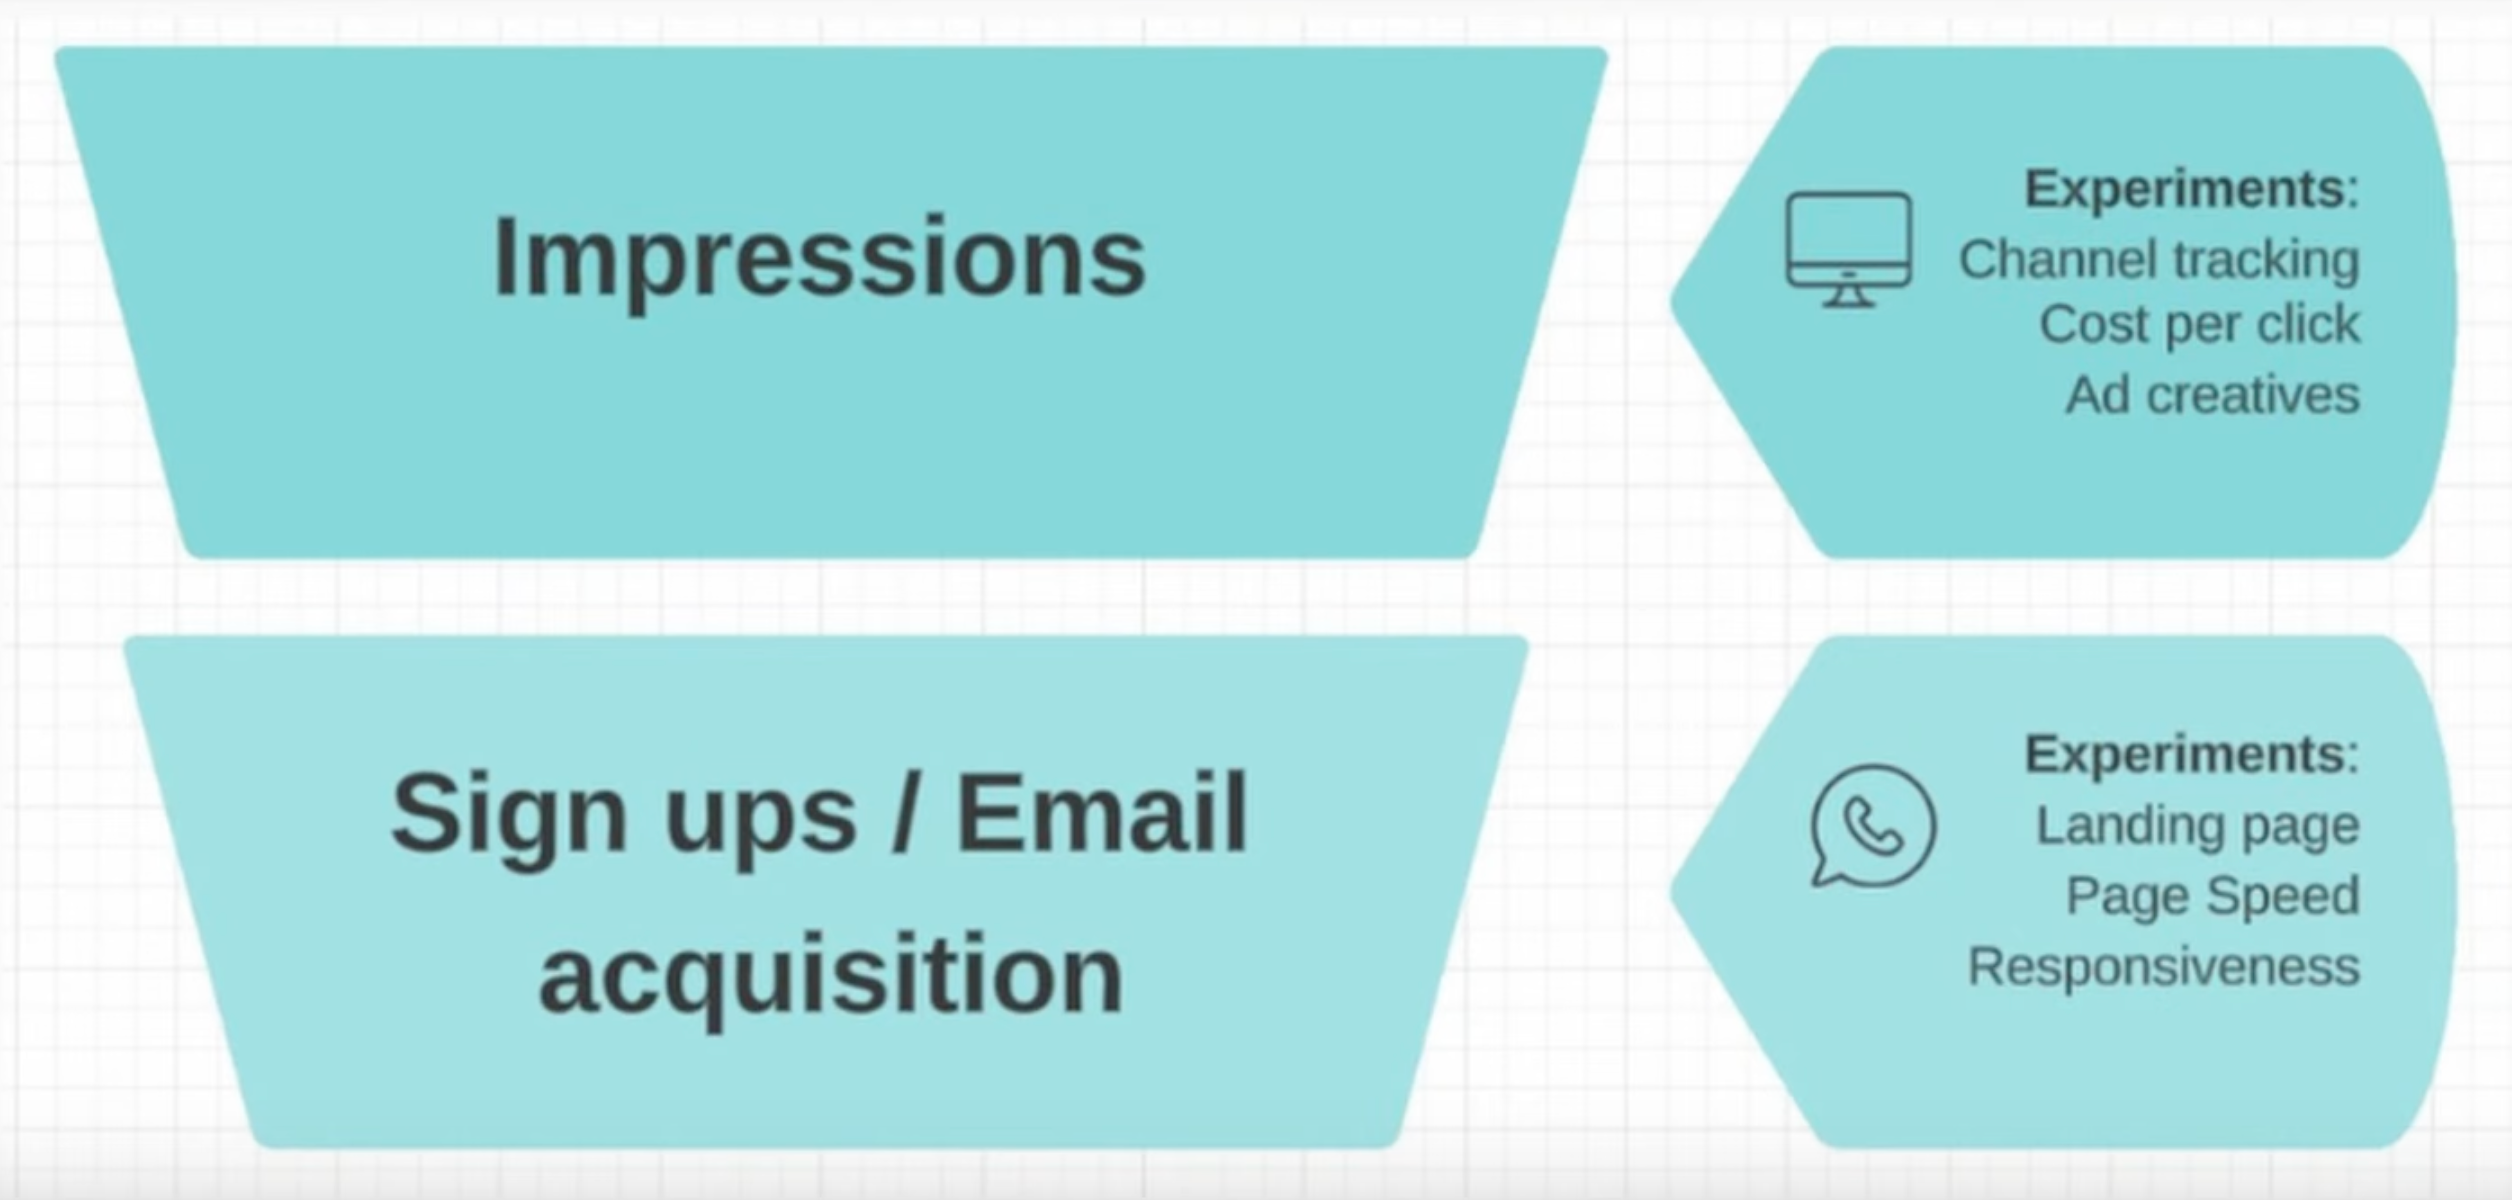 Impressions
Experiments:
Channel tracking
Cost per click
Ad creatives
Sign ups / Email
acquisition
Experiments:
Landing page
Page Speed
Responsiveness